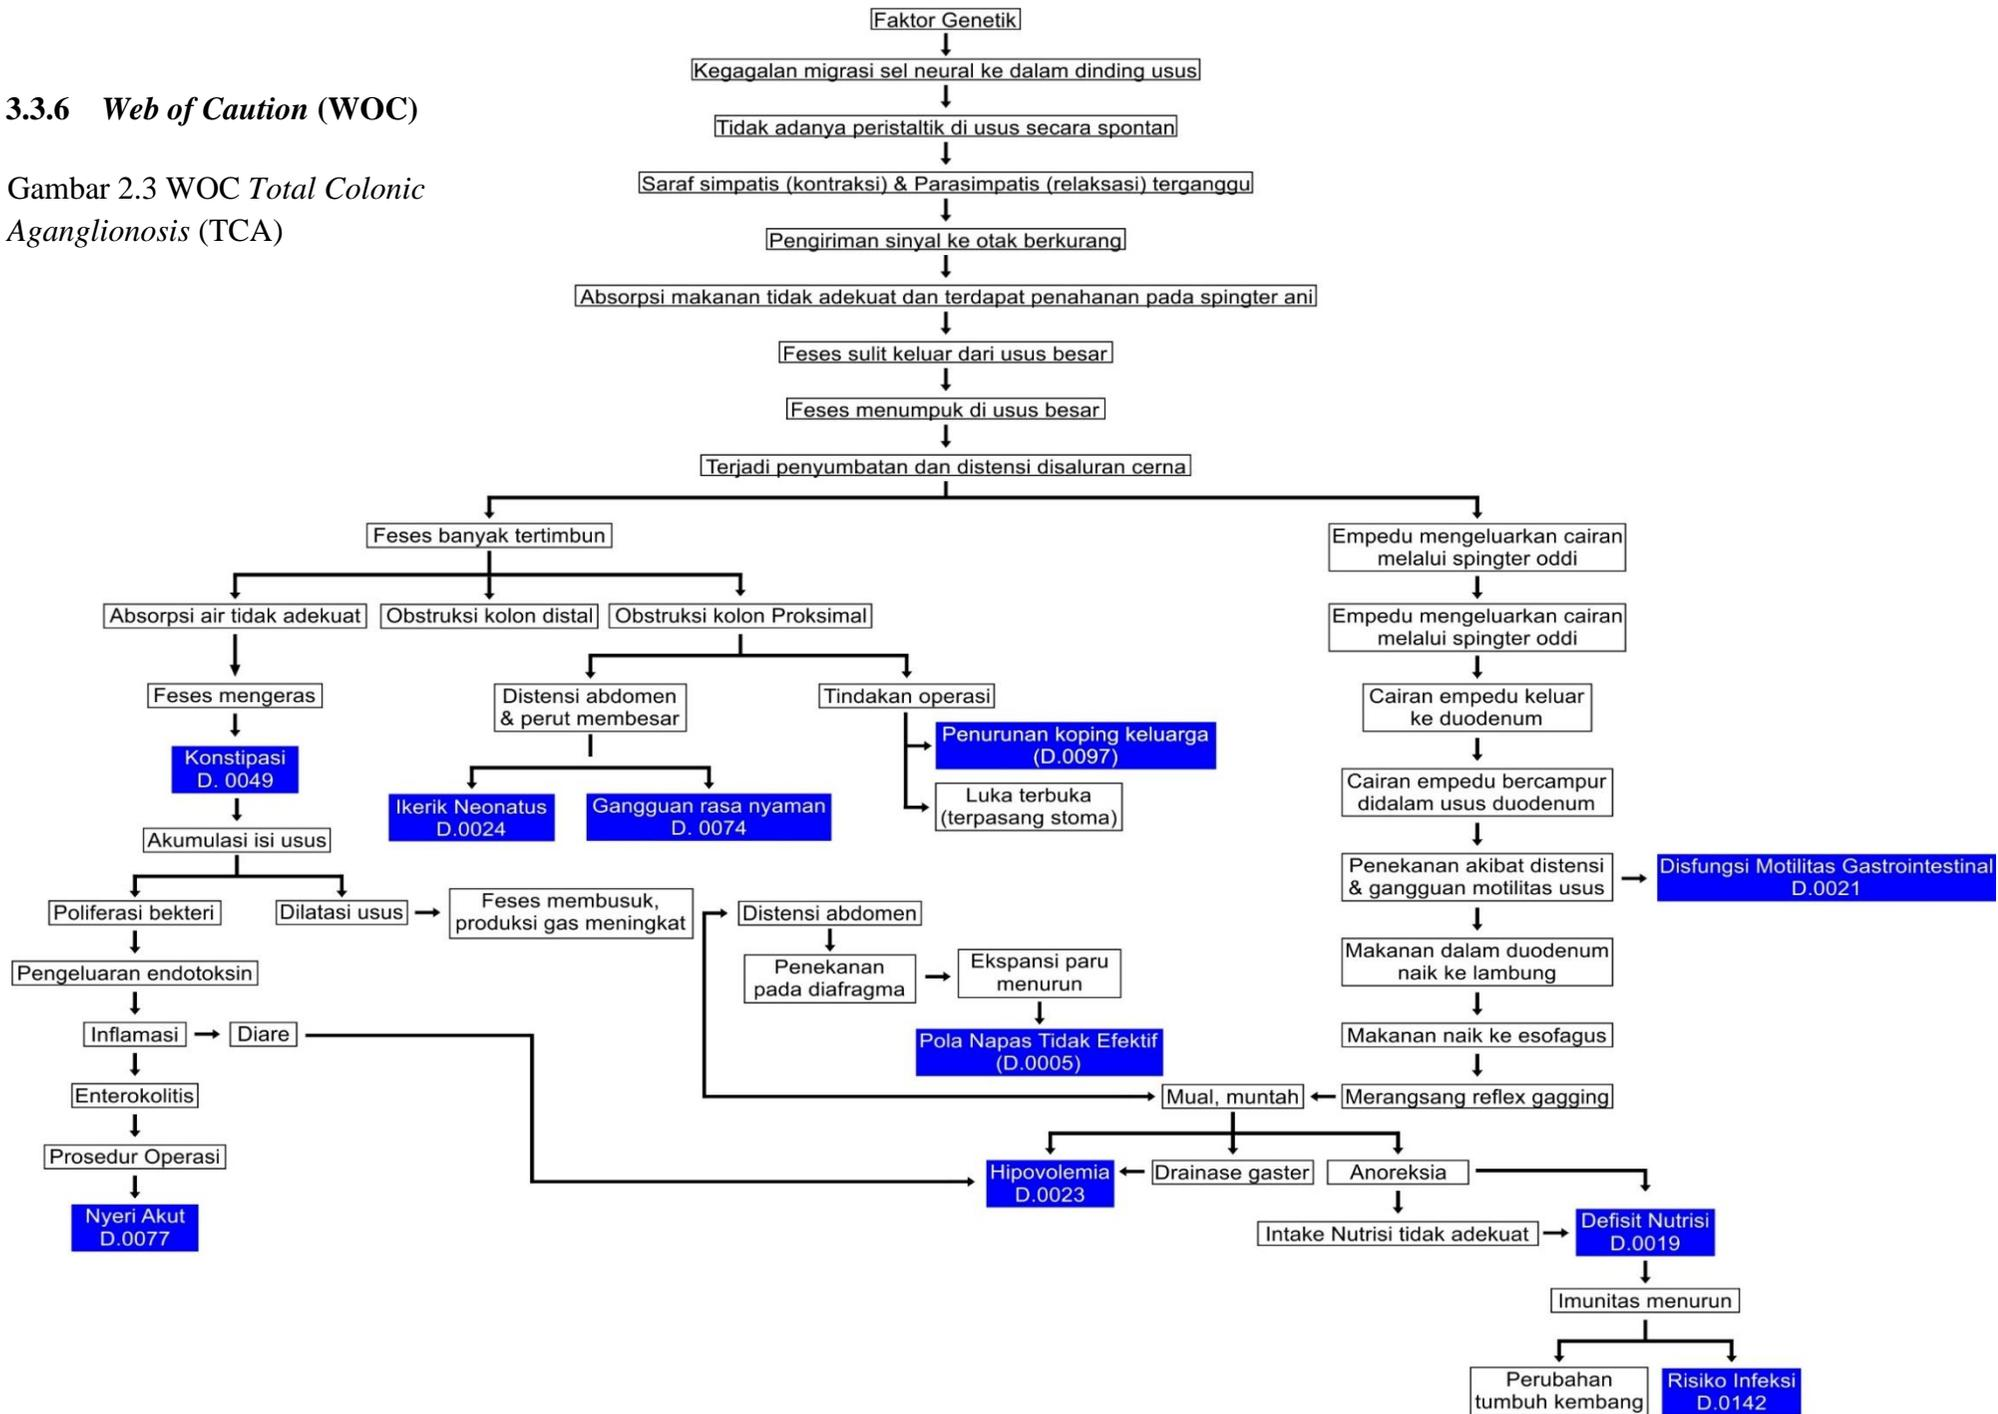 3.3.6 Web of Caution (WOC)
Gambar 2.3 WOC Total Colonic
Aganglionosis (TCA)
Faktor Genetik
Kegagalan migrasi sel neural ke dalam dinding usus
Tidak adanya peristaltik di usus secara spontan
Saraf simpatis (kontraksi) & Parasimpatis (relaksasi) terganggu
Pengiriman sinyal ke otak berkurang
Absorpsi makanan tidak adekuat dan terdapat penahanan pada spingter ani
Feses sulit keluar dari usus besar
Feses menumpuk di usus besar
Terjadi penyumbatan dan distensi disaluran cerna
Feses banyak tertimbun
Absorpsi air tidak adekuat
Obstruksi kolon distal
Obstruksi kolon Proksimal
Feses mengeras
Konstipasi
D. 0049
Akumulasi isi usus
Poliferasi bekteri
Dilatasi usus
Feses membusuk,
produksi gas meningkat
Pengeluaran endotoksin
Inflamasi
Diare
Enterokolitis
Prosedur Operasi
Nyeri Akut
D.0077
Distensi abdomen
& perut membesar
Ikerik Neonatus
D.0024
Gangguan rasa nyaman
D. 0074
Tindakan operasi
Penurunan koping keluarga
(D.0097)
Luka terbuka
(terpasang stoma)
Distensi abdomen
Penekanan
pada diafragma
Ekspansi paru
menurun
Pola Napas Tidak Efektif
(D.0005)
Empedu mengeluarkan cairan
melalui spingter oddi
Empedu mengeluarkan cairan
melalui spingter oddi
Cairan empedu keluar
ke duodenum
Cairan empedu bercampur
didalam usus duodenum
Penekanan akibat distensi
& gangguan motilitas usus
Disfungsi Motilitas Gastrointestinal
D.0021
Makanan dalam duodenum
naik ke lambung
Makanan naik ke esofagus
Merangsang reflex gagging
Mual, muntah
Hipovolemia
D.0023
Drainase gaster
Anoreksia
Intake Nutrisi tidak adekuat
Defisit Nutrisi
D.0019
Imunitas menurun
Perubahan
tumbuh kembang
Risiko Infeksi
D.0142